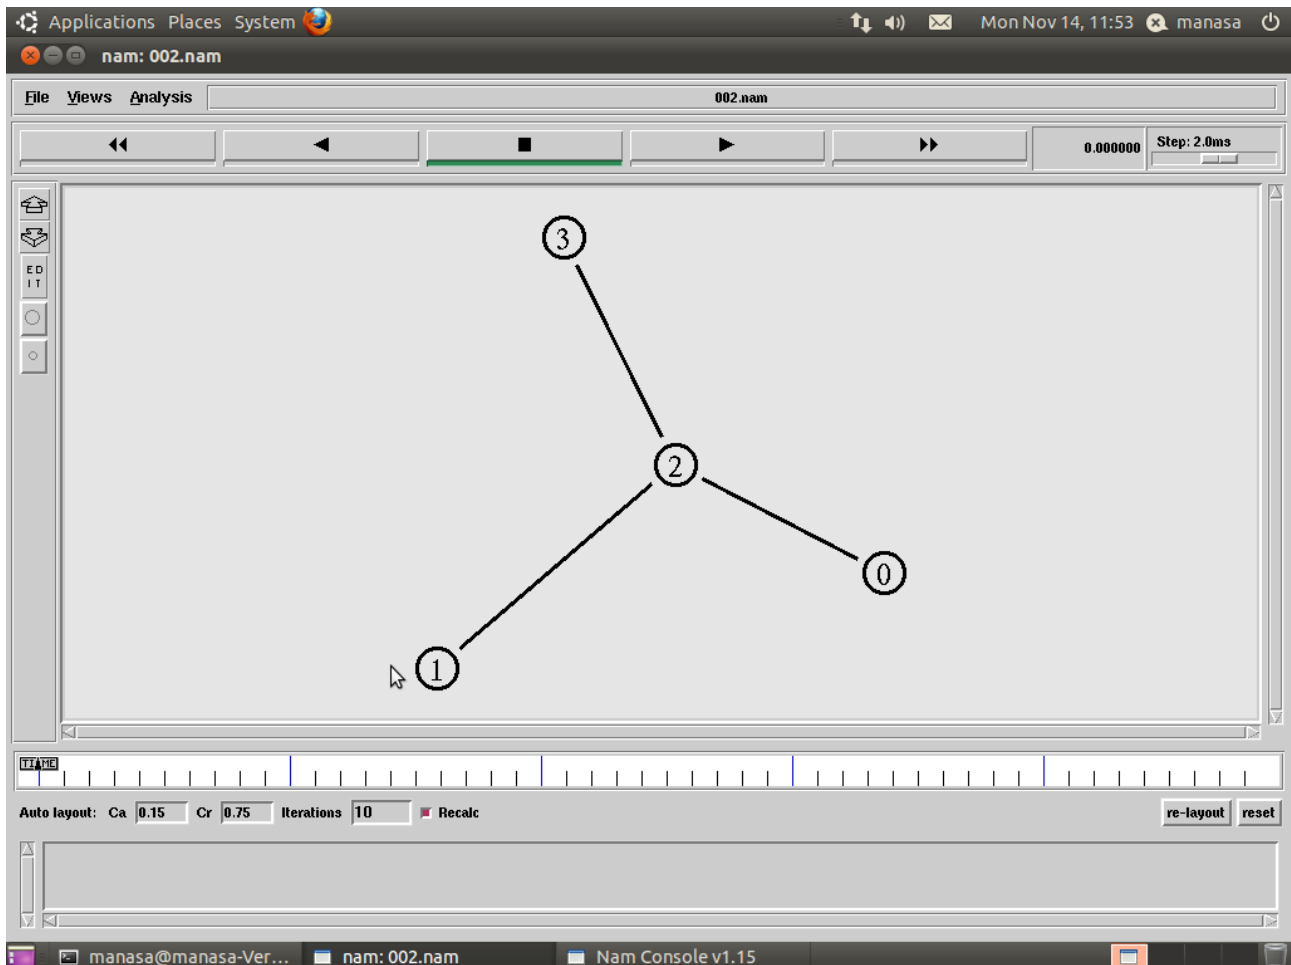 Applications Places System Mon Nov 14, 11:53 manasa
nam: 002.nam
File Views Analysis 002.nam
0.000000 Step: 2.0ms
3
ED
IT
2
0
1
TIME
Auto layout: Ca 0.15 Cr 0.75 Iterations 10 Recalc re-layout reset
manasa@manasa-Ver... nam: 002.nam Nam Console v1.15